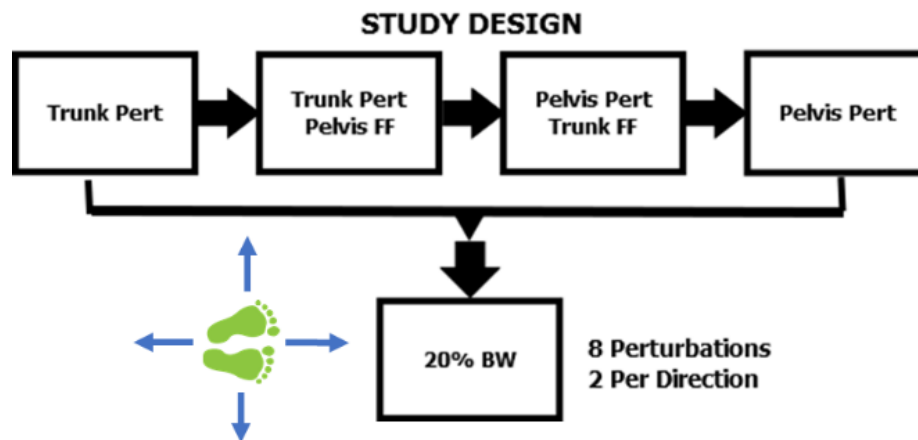 STUDY DESIGN
Trunk Pert
Trunk Pert
Pelvis FF
Pelvis Pert
Trunk FF
Pelvis Pert
20% BW
8 Perturbations
2 Per Direction